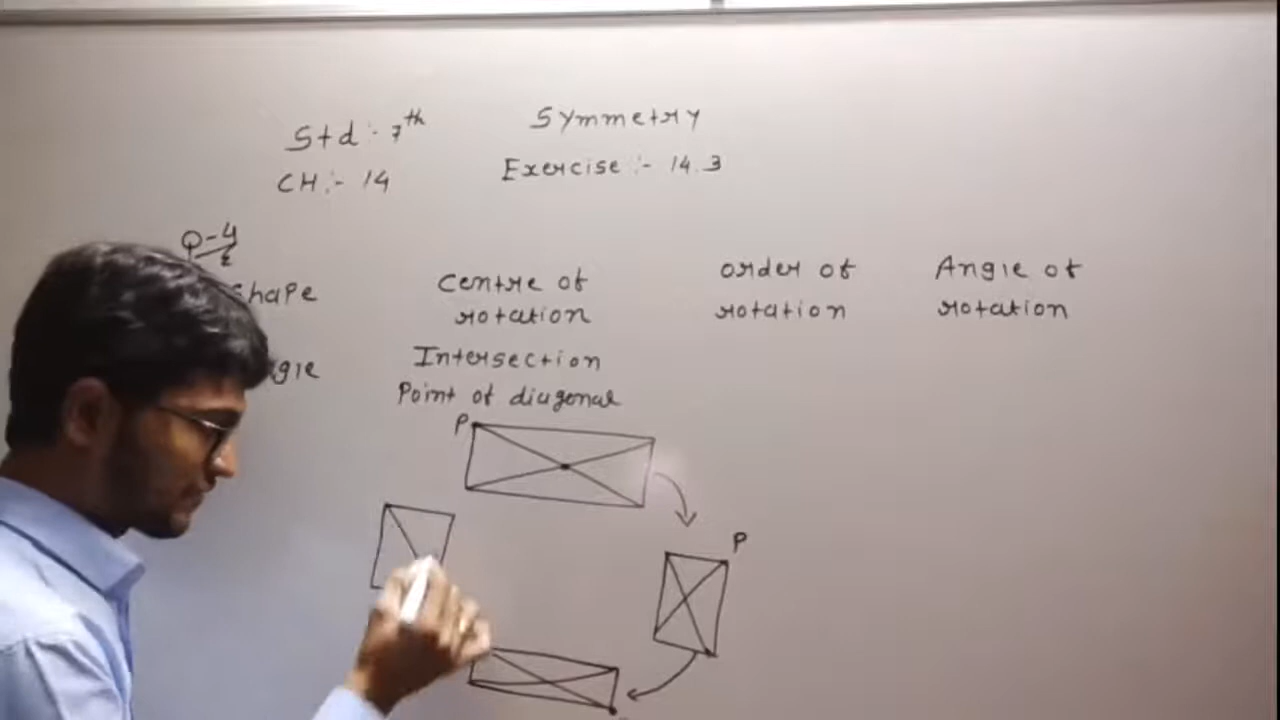 Std :- 7th
Symmetry
CH :- 14
Exercise :- 14.3
Q-4
shape
Centre of
rotation
order of
rotation
Angle of
rotation
Intersection
Point of diagonal
P
P